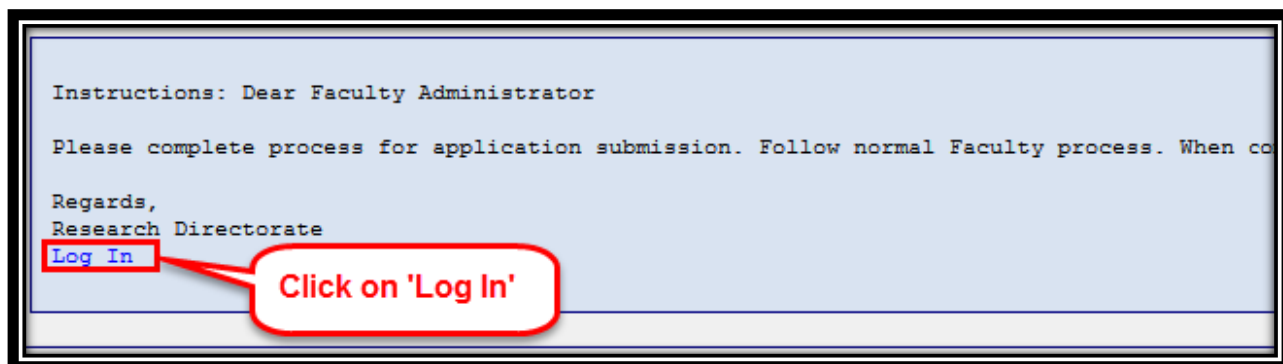 Instructions: Dear Faculty Administrator
Please complete process for application submission. Follow normal Faculty process. When
Regards,
Research Directorate
Log In
Click on 'Log In'